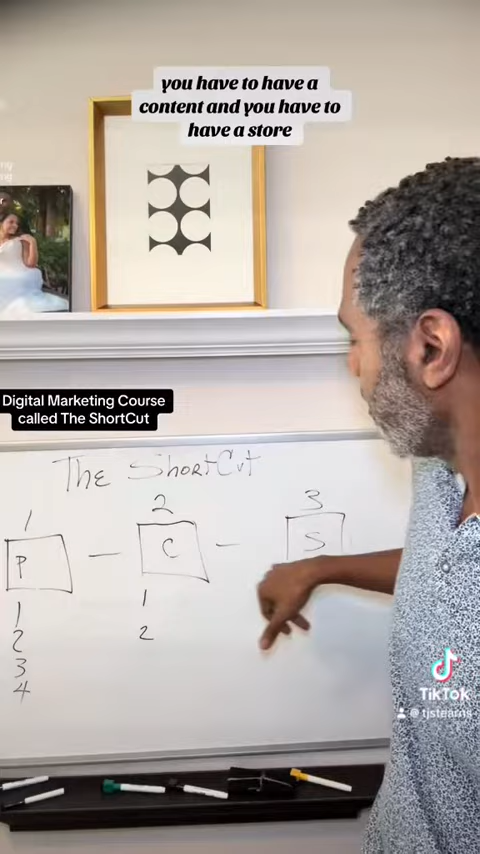 you have to have a
content and you have to
have a store
Digital Marketing Course
called The ShortCut
The ShortCut
1 2 3
P — C — S
1 1
2 2
3
4
TikTok
@tjstearns